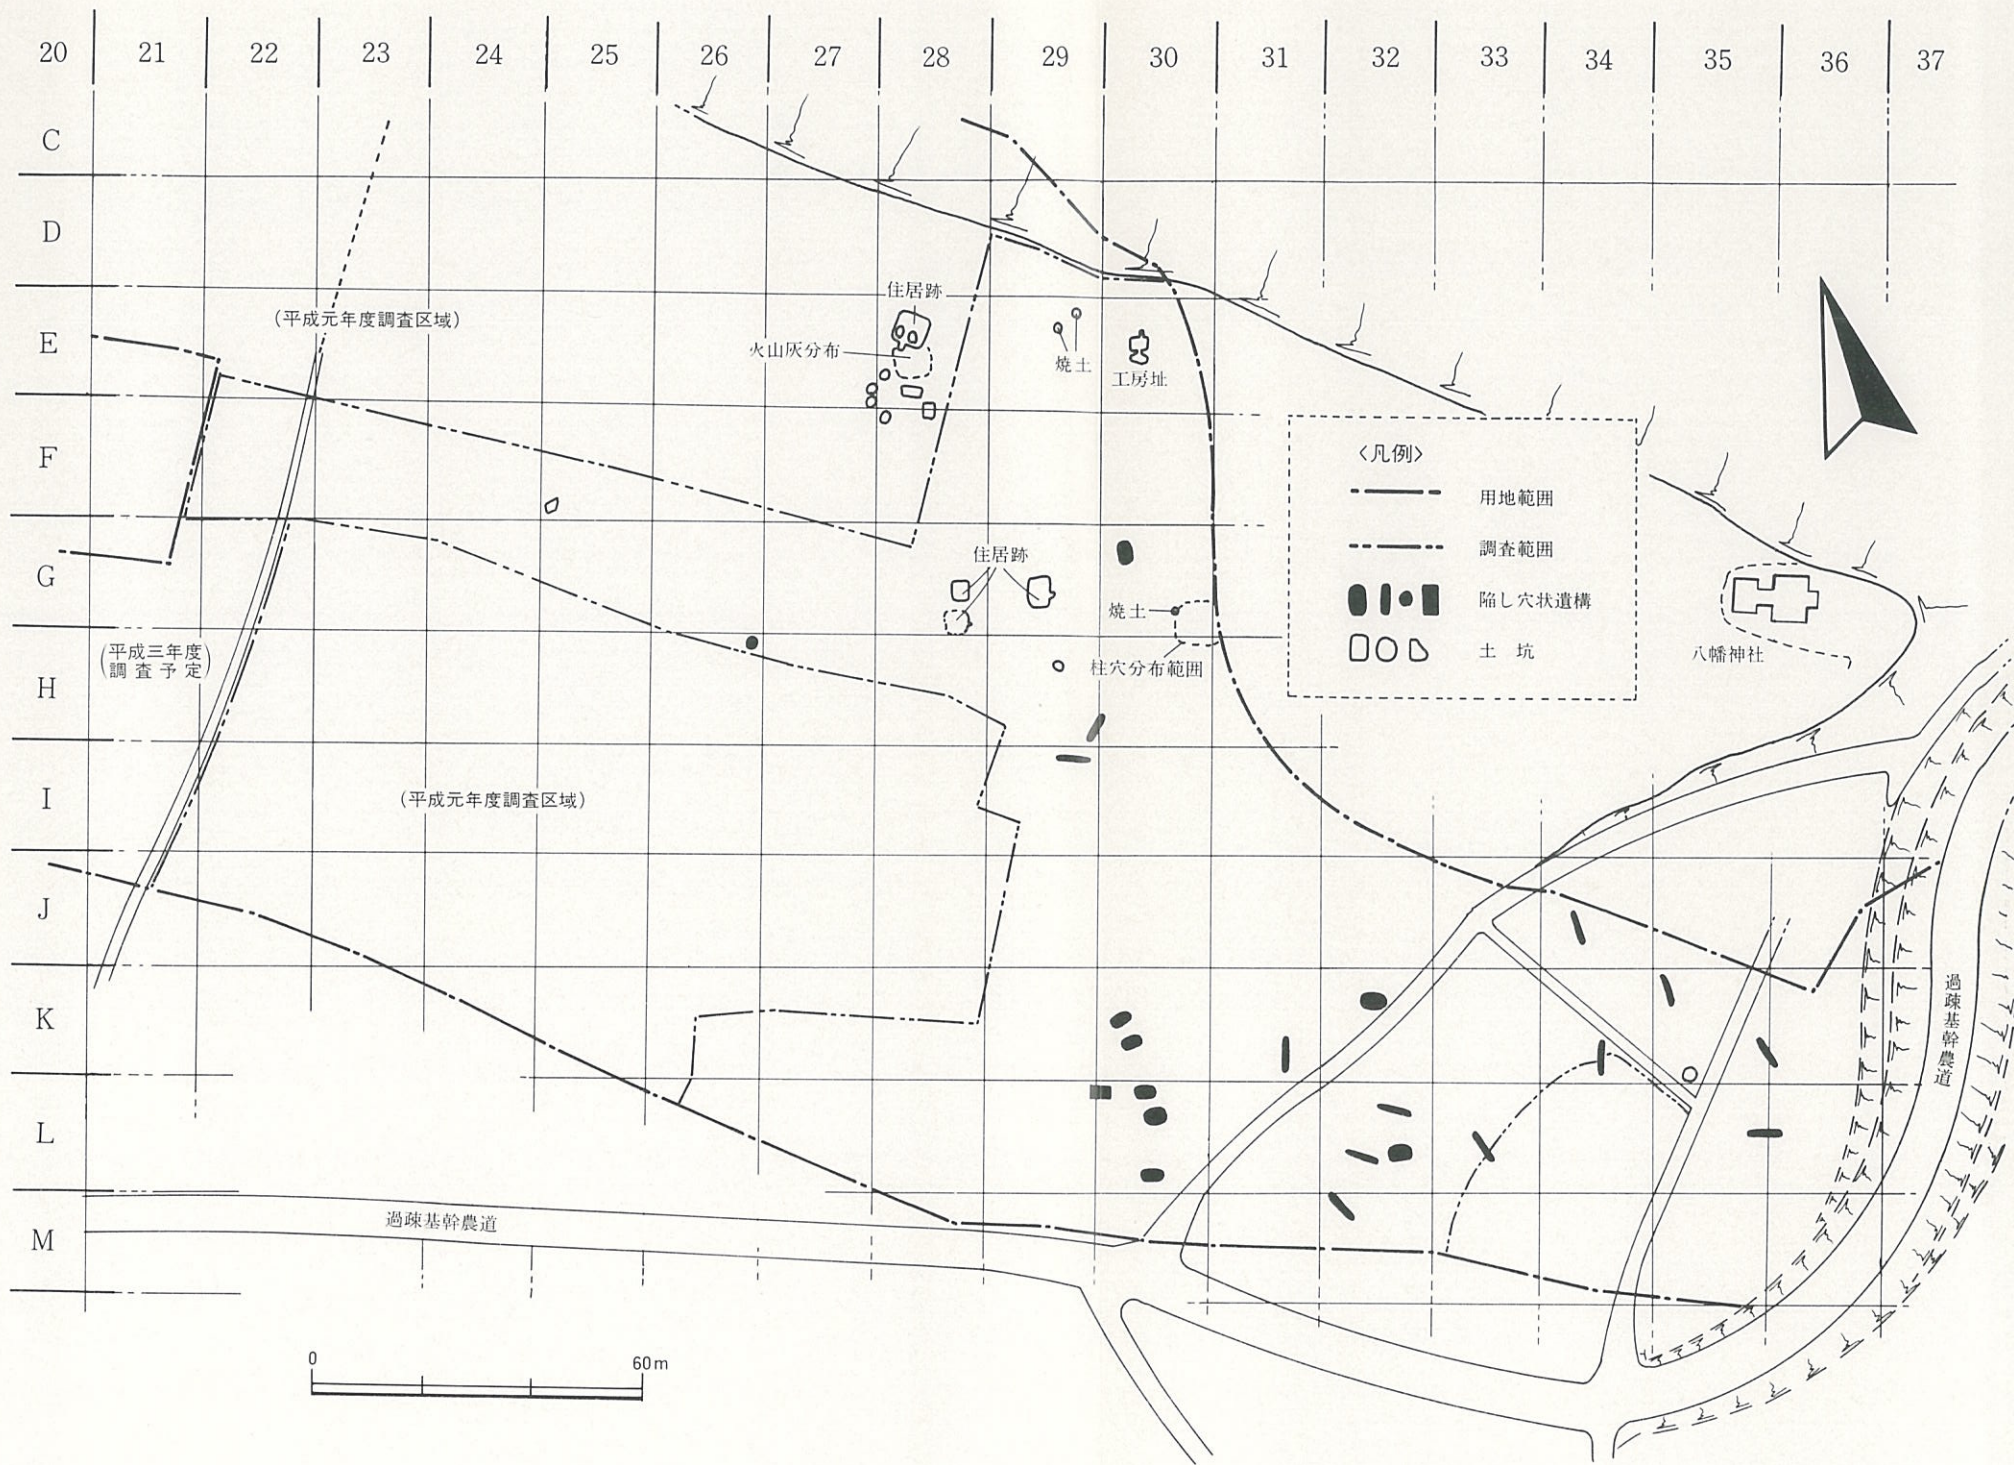 20 21 22 23 24 25 26 27 28 29 30 31 32 33 34 35 36 37
C
D
E
F
G
H
I
J
K
L
M
住居跡
(平成元年度調査区域)
火山灰分布
焼土
工房址
〈凡例〉
用地範囲
調査範囲
陥し穴状遺構
土坑
住居跡
焼土
柱穴分布範囲
八幡神社
(平成三年度
調査予定)
(平成元年度調査区域)
過疎基幹農道
過疎基幹農道
0 60m